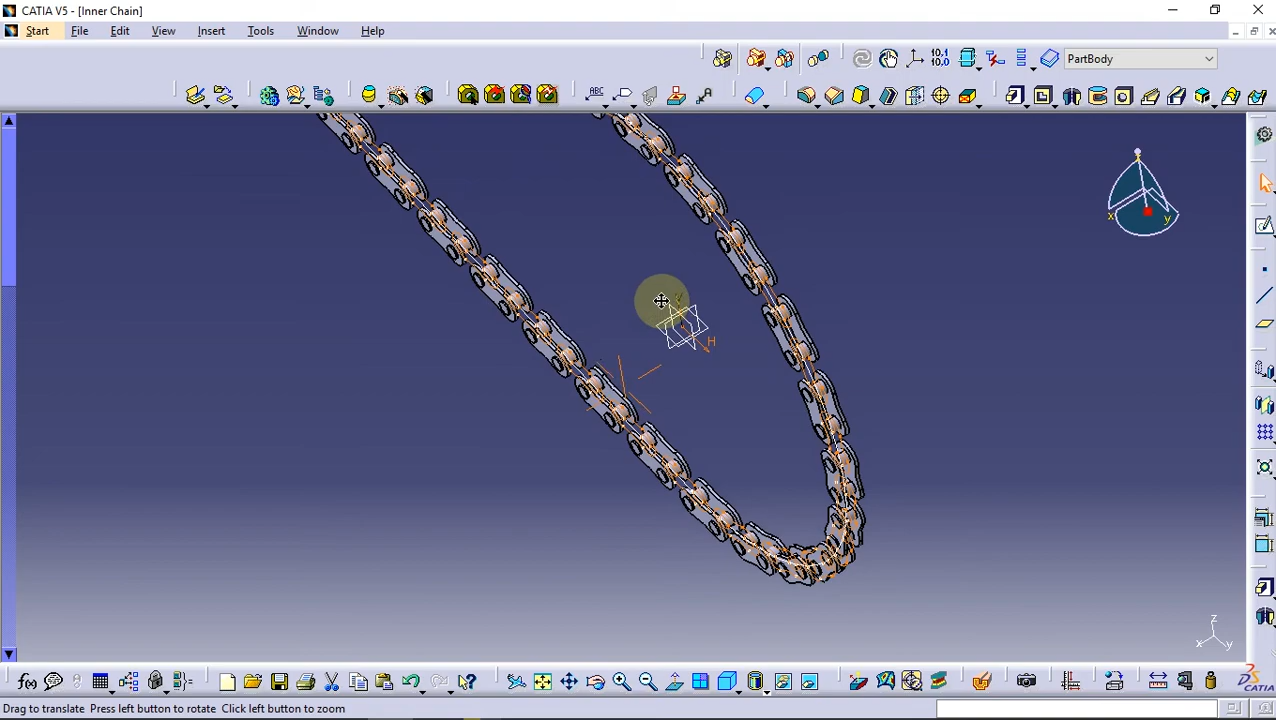 CATIA V5 - [Inner Chain]
Start File Edit View Insert Tools Window Help
PartBody
x y
H
z
x y
f(x)
CATIA
Drag to translate Press left button to rotate Click left button to zoom